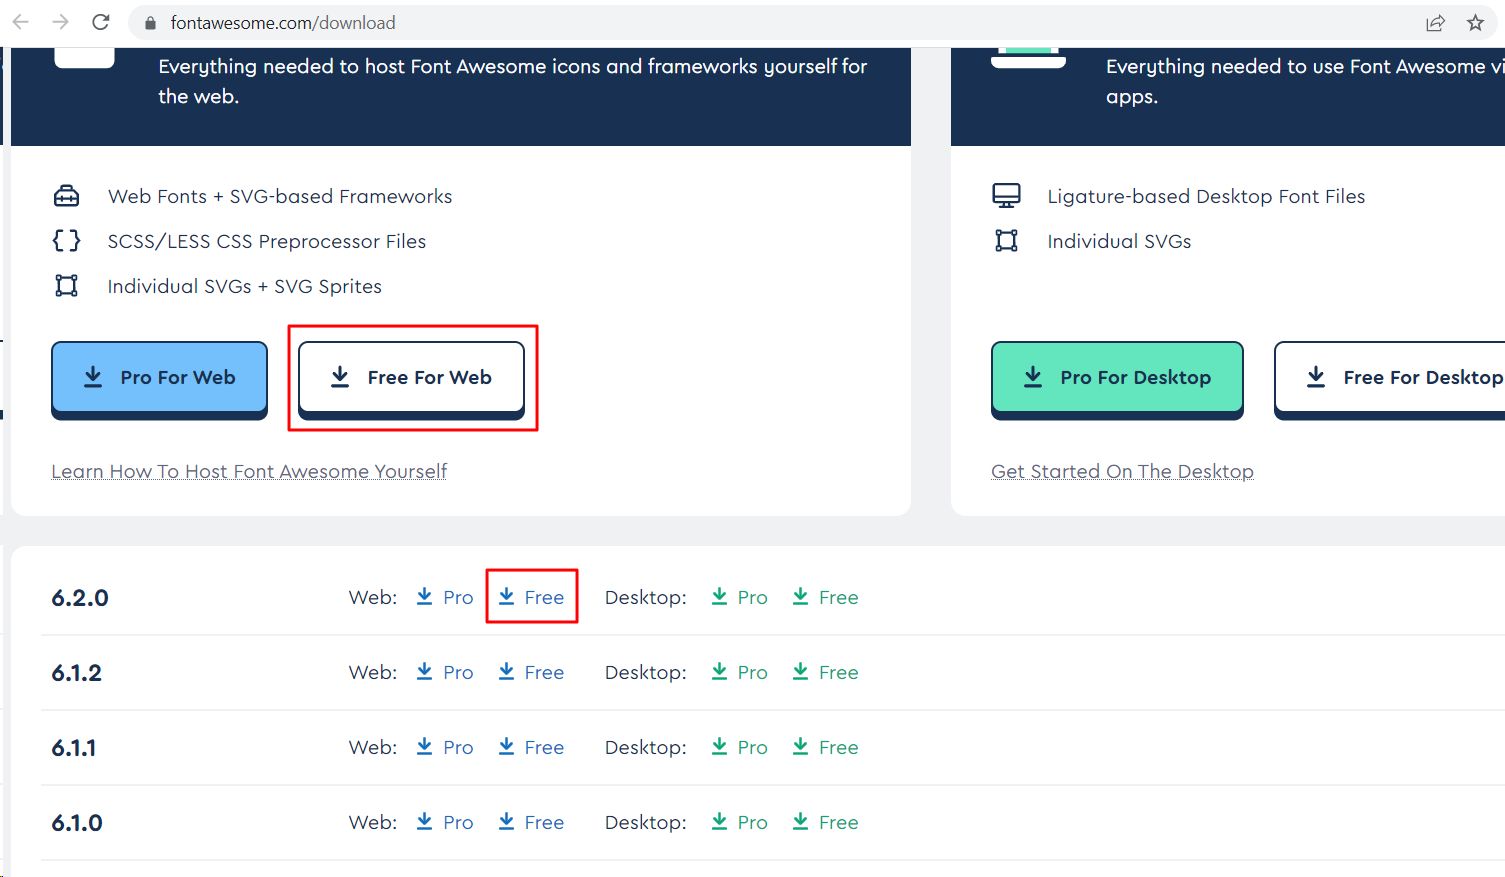 fontawesome.com/download
Everything needed to host Font Awesome icons and frameworks yourself for
the web.
Web Fonts + SVG-based Frameworks
SCSS/LESS CSS Preprocessor Files
Individual SVGs + SVG Sprites
Pro For Web
Free For Web
Learn How To Host Font Awesome Yourself
Everything needed to use Font Awesome vi
apps.
Ligature-based Desktop Font Files
Individual SVGs
Pro For Desktop
Free For Desktop
Get Started On The Desktop
6.2.0 Web: Pro Free Desktop: Pro Free
6.1.2 Web: Pro Free Desktop: Pro Free
6.1.1 Web: Pro Free Desktop: Pro Free
6.1.0 Web: Pro Free Desktop: Pro Free